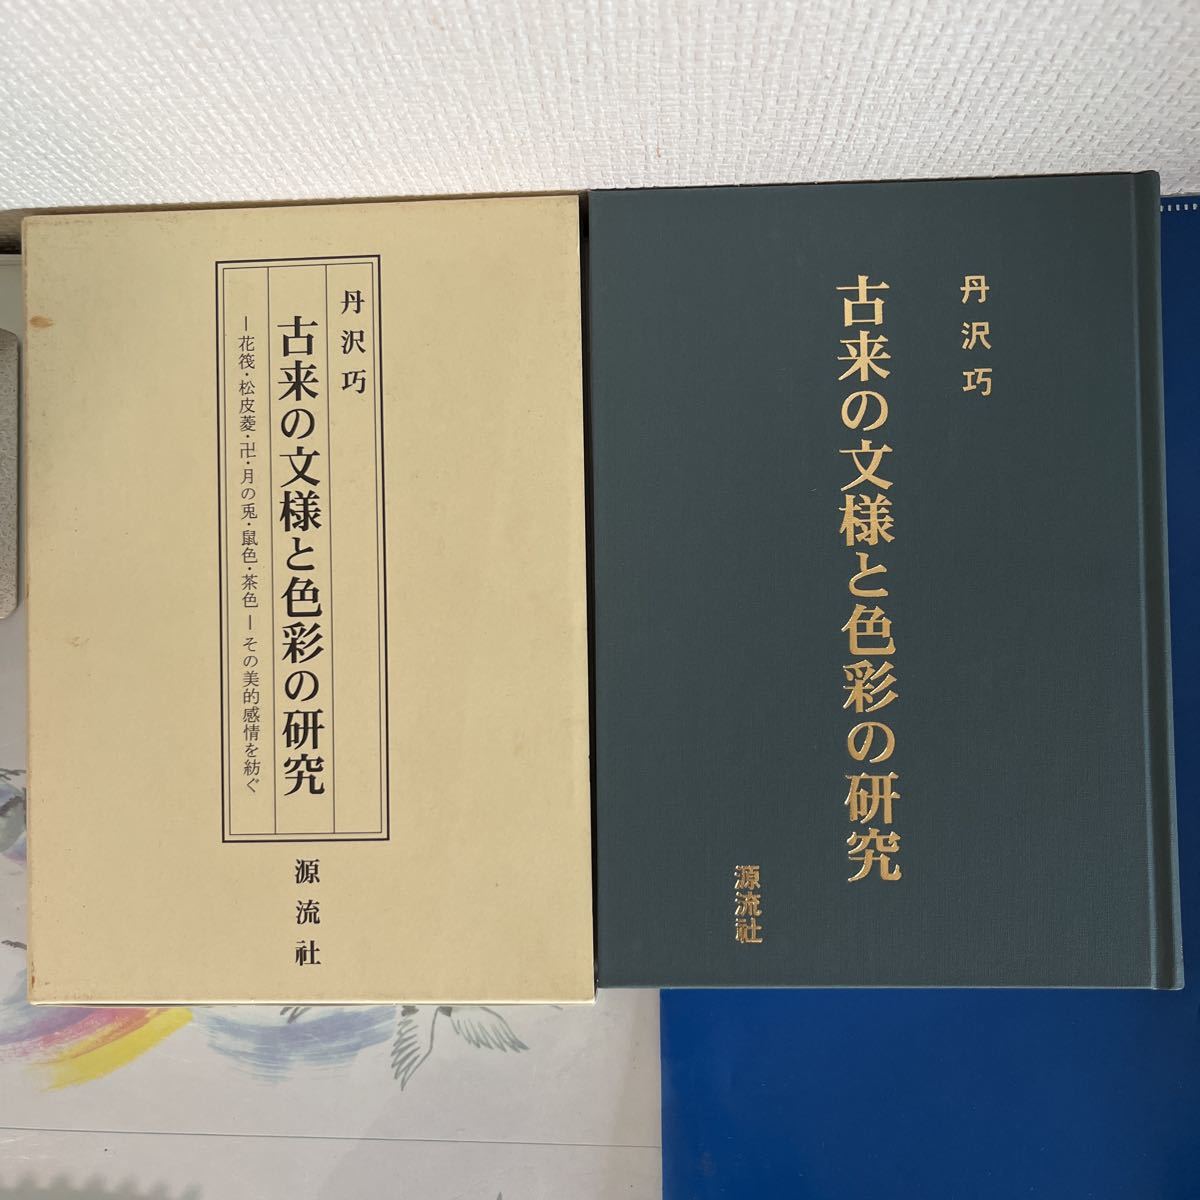 丹沢巧
古来の文様と色彩の研究
ー花筏・松皮菱・卍・月の兎・鼠色・茶色ーその美的感情を紡ぐ
源流社
丹沢巧
古来の文様と色彩の研究
源流社